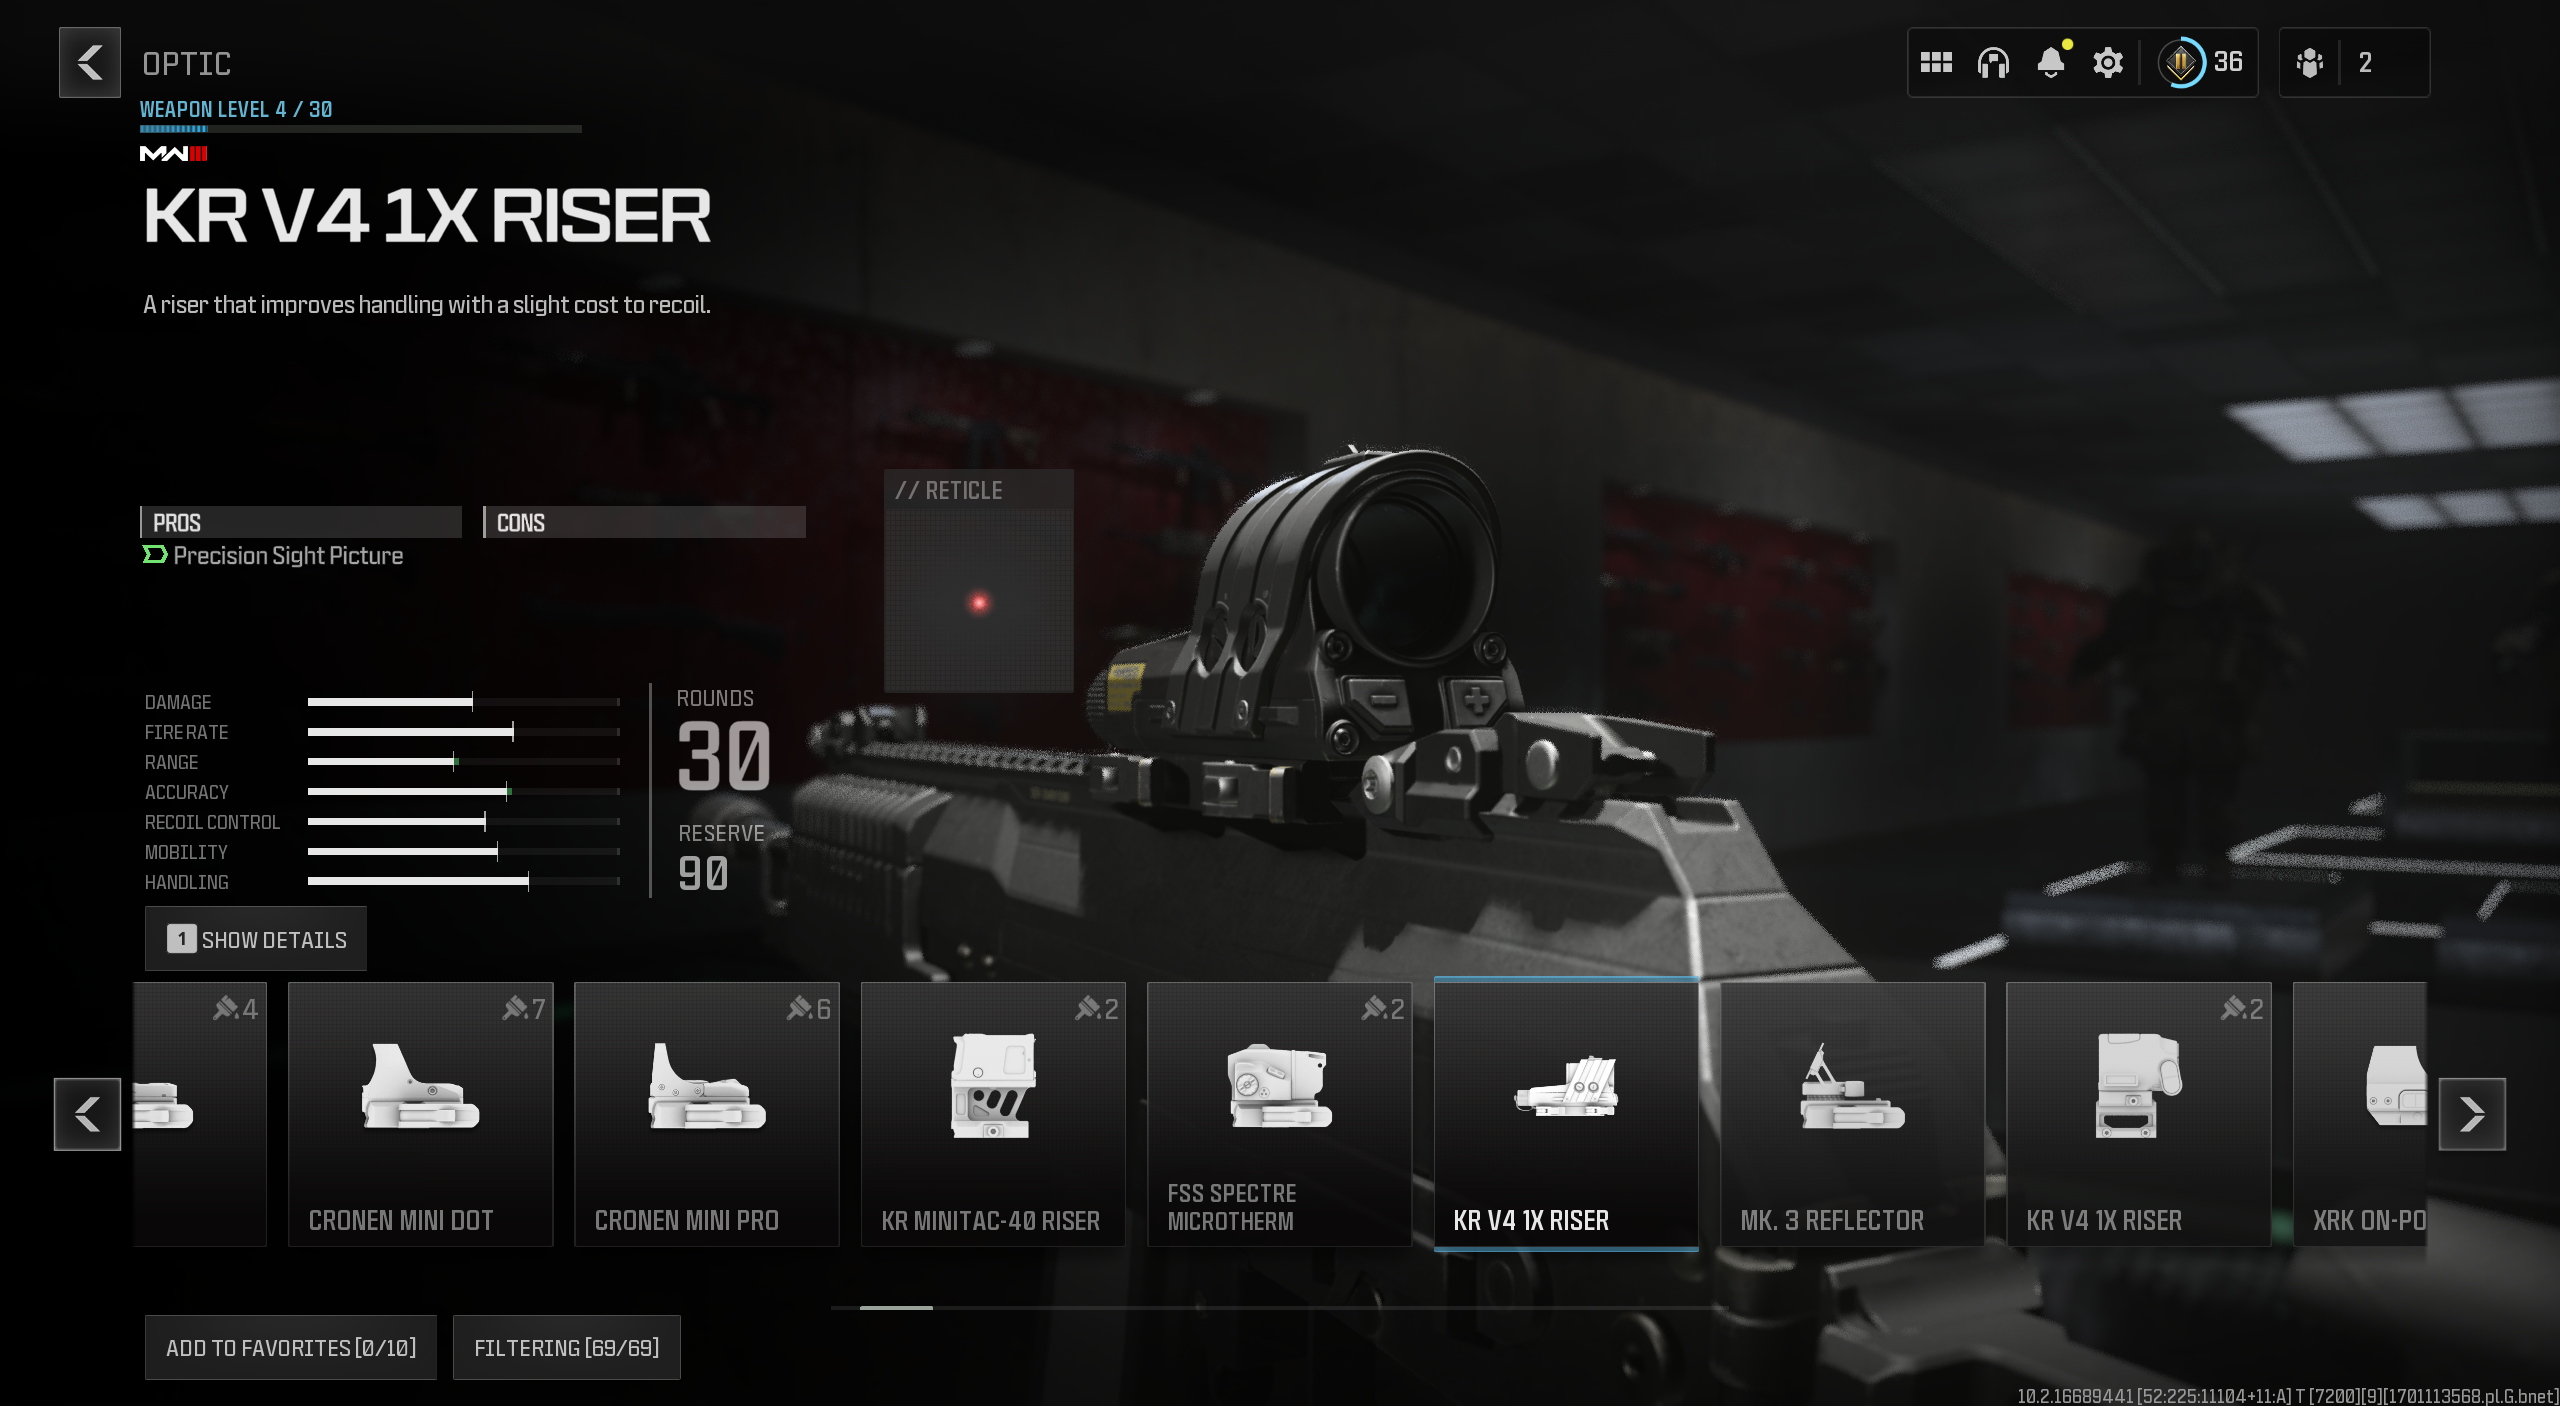 OPTIC
36
2
WEAPON LEVEL 4 / 30
MWIII
KR V4 1X RISER
A riser that improves handling with a slight cost to recoil.
// RETICLE
PROS
CONS
Precision Sight Picture
DAMAGE
FIRE RATE
RANGE
ACCURACY
RECOIL CONTROL
MOBILITY
HANDLING
ROUNDS
30
RESERVE
90
1 SHOW DETAILS
4
7
6
2
2
2
CRONEN MINI DOT
CRONEN MINI PRO
KR MINITAC-40 RISER
FSS SPECTRE
MICROTHERM
KR V4 1X RISER
MK. 3 REFLECTOR
KR V4 1X RISER
XRK ON-PO
ADD TO FAVORITES [0/10]
FILTERING [69/69]
10.2.16689441 [52:225:11104+11:A] T [7200][9][1701113568.pl.G.bnet]